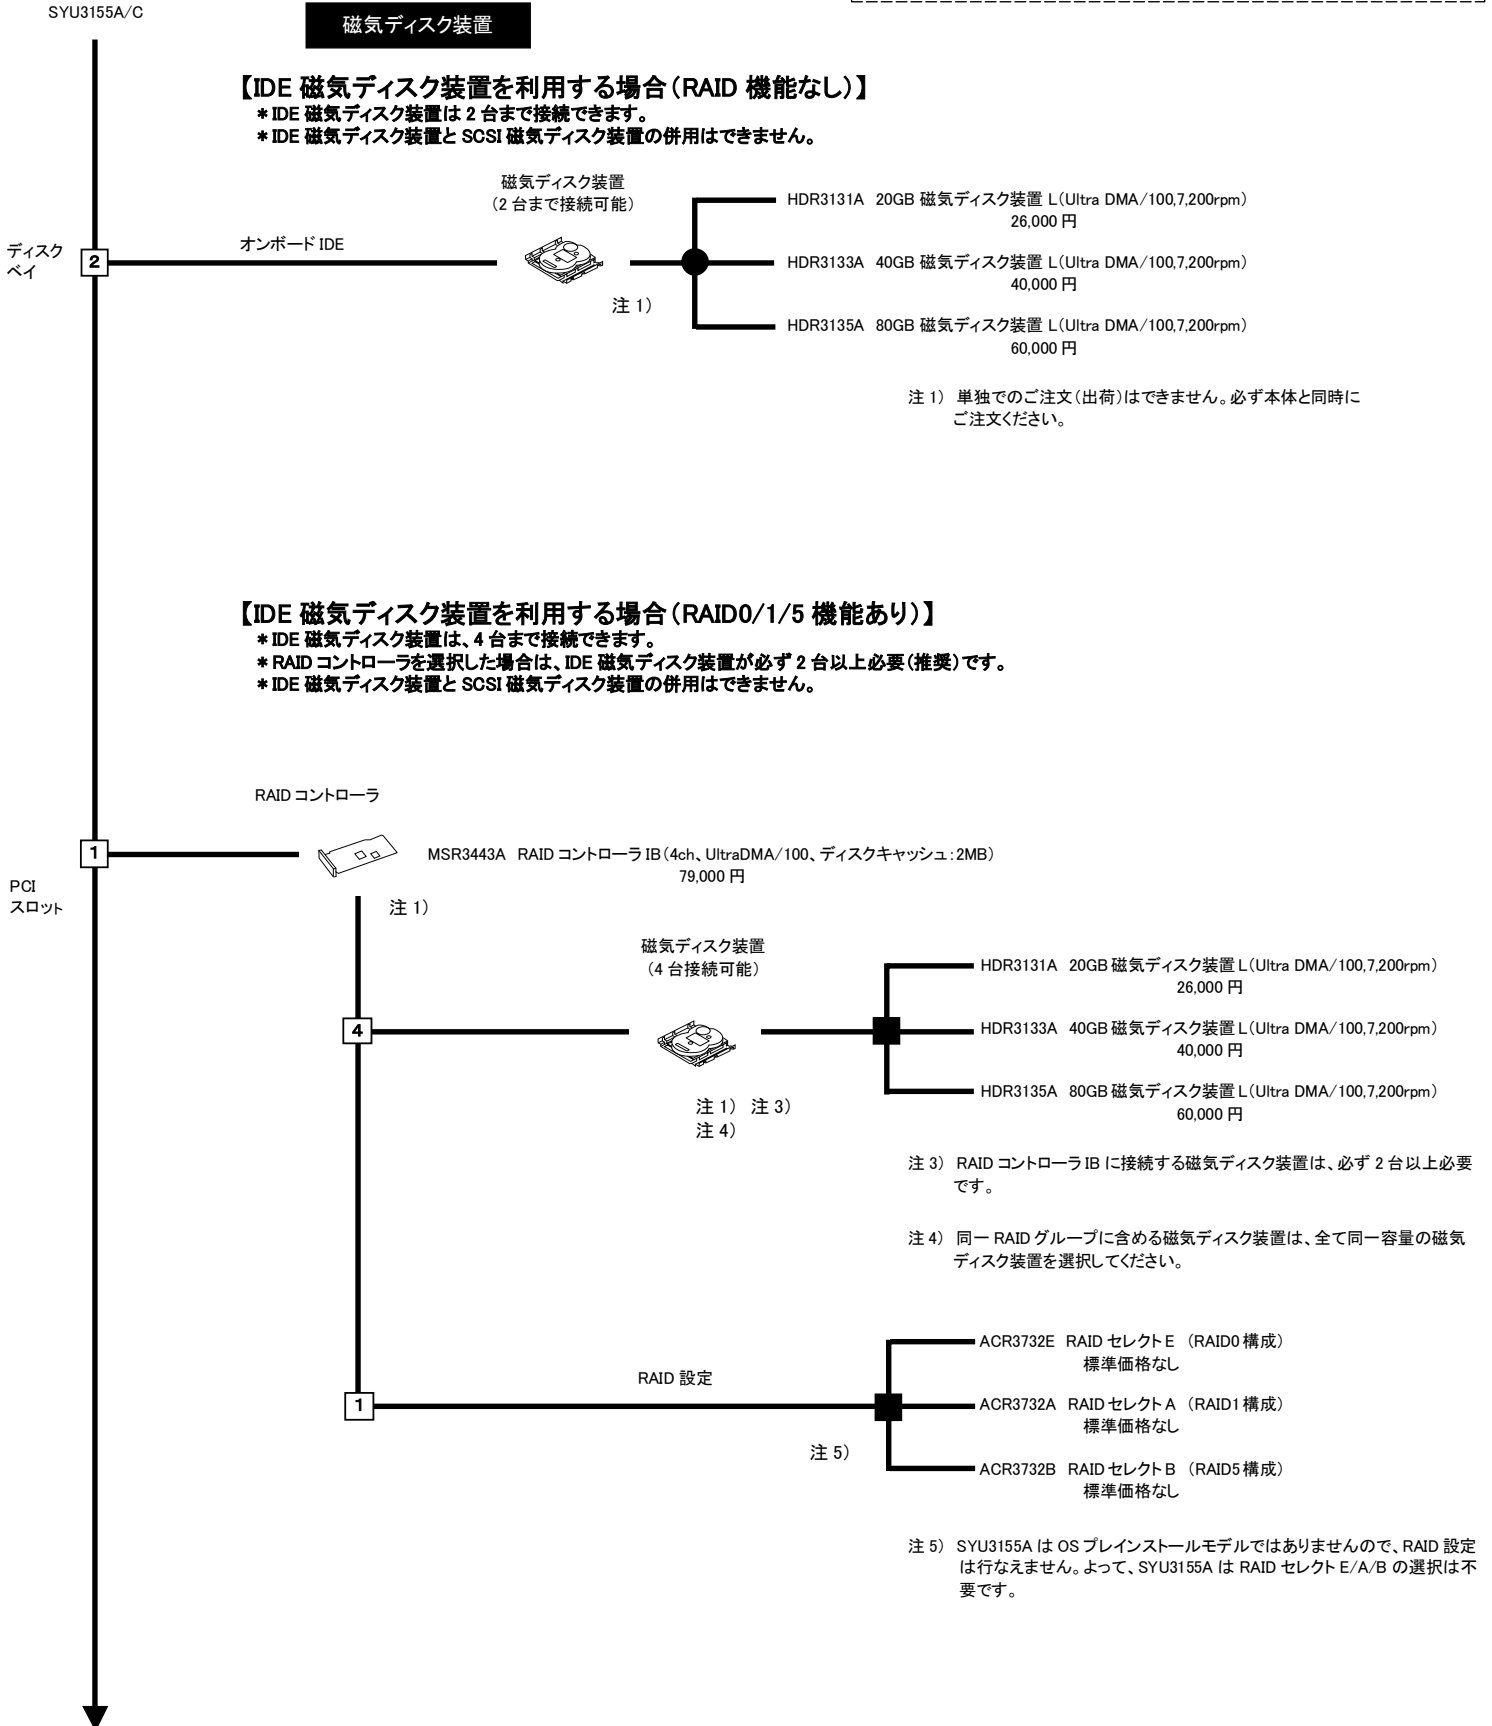 SYU3155A/C
磁気ディスク装置
【IDE 磁気ディスク装置を利用する場合（RAID 機能なし）】
＊IDE 磁気ディスク装置は 2 台まで接続できます。
＊IDE 磁気ディスク装置と SCSI 磁気ディスク装置の併用はできません。
磁気ディスク装置
（2 台まで接続可能）
HDR3131A 20GB 磁気ディスク装置 L（Ultra DMA/100,7,200rpm）
26,000 円
ディスク
ベイ
2
オンボード IDE
HDR3133A 40GB 磁気ディスク装置 L（Ultra DMA/100,7,200rpm）
40,000 円
注 1）
HDR3135A 80GB 磁気ディスク装置 L（Ultra DMA/100,7,200rpm）
60,000 円
注 1） 単独でのご注文（出荷）はできません。必ず本体と同時に
ご注文ください。
【IDE 磁気ディスク装置を利用する場合（RAID0/1/5 機能あり）】
＊IDE 磁気ディスク装置は、4 台まで接続できます。
＊RAID コントローラを選択した場合は、IDE 磁気ディスク装置が必ず 2 台以上必要（推奨）です。
＊IDE 磁気ディスク装置と SCSI 磁気ディスク装置の併用はできません。
RAID コントローラ
1
MSR3443A RAID コントローラ IB（4ch、UltraDMA/100、ディスクキャッシュ：2MB）
79,000 円
PCI
スロット
注 1）
磁気ディスク装置
（4 台接続可能）
HDR3131A 20GB 磁気ディスク装置 L（Ultra DMA/100,7,200rpm）
26,000 円
4
HDR3133A 40GB 磁気ディスク装置 L（Ultra DMA/100,7,200rpm）
40,000 円
HDR3135A 80GB 磁気ディスク装置 L（Ultra DMA/100,7,200rpm）
60,000 円
注 1） 注 3）
注 4）
注 3） RAID コントローラ IB に接続する磁気ディスク装置は、必ず 2 台以上必要
です。
注 4） 同一 RAID グループに含める磁気ディスク装置は、全て同一容量の磁気
ディスク装置を選択してください。
ACR3732E RAID セレクト E （RAID0 構成）
標準価格なし
RAID 設定
1
ACR3732A RAID セレクト A （RAID1 構成）
標準価格なし
注 5）
ACR3732B RAID セレクト B （RAID5 構成）
標準価格なし
注 5） SYU3155A は OS プレインストールモデルではありませんので、RAID 設定
は行なえません。よって、SYU3155A は RAID セレクト E/A/B の選択は不
要です。